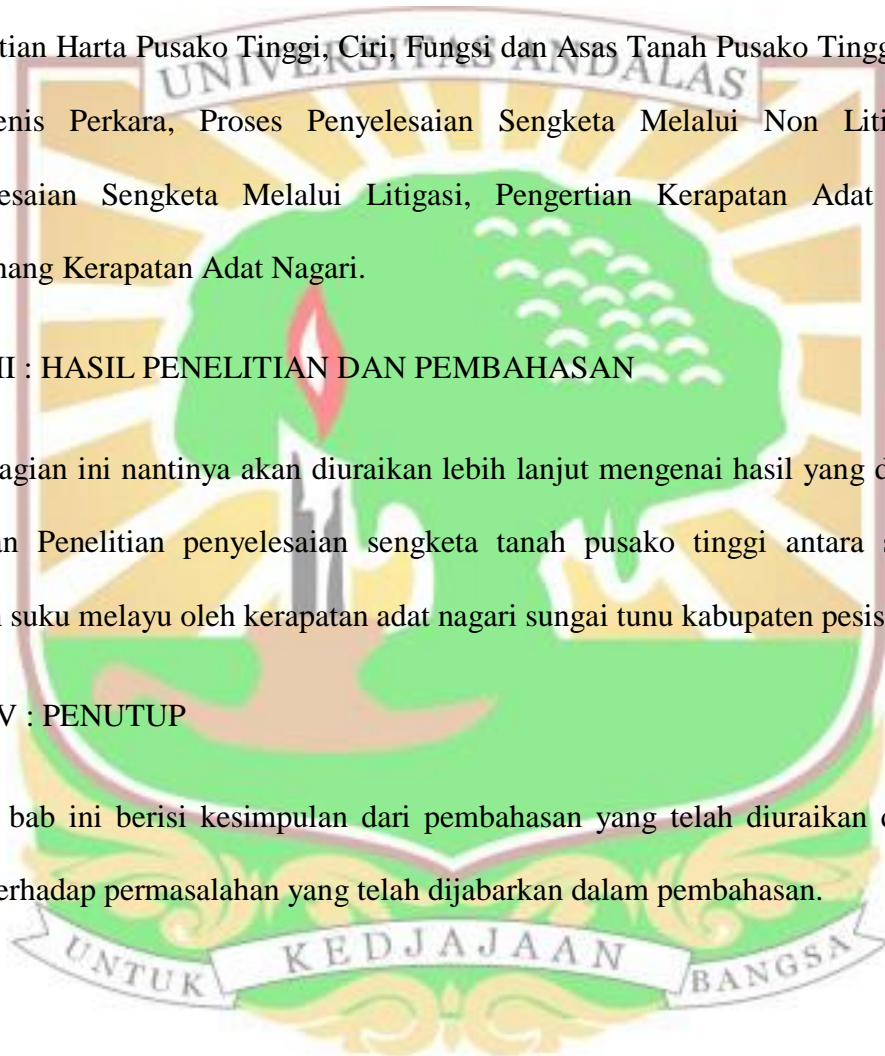 tian Harta Pusako Tinggi, Ciri, Fungsi dan Asas Tanah Pusako Tingg
UNIVERSITAS ANDALAS
enis Perkara, Proses Penyelesaian Sengketa Melalui Non Liti
esaian Sengketa Melalui Litigasi, Pengertian Kerapatan Adat
nang Kerapatan Adat Nagari.
II : HASIL PENELITIAN DAN PEMBAHASAN
agian ini nantinya akan diuraikan lebih lanjut mengenai hasil yang d
an Penelitian penyelesaian sengketa tanah pusako tinggi antara s
n suku melayu oleh kerapatan adat nagari sungai tunu kabupaten pesis
V : PENUTUP
bab ini berisi kesimpulan dari pembahasan yang telah diuraikan d
erhadap permasalahan yang telah dijabarkan dalam pembahasan.
UNTUK KEDJAJAAN BANGSA